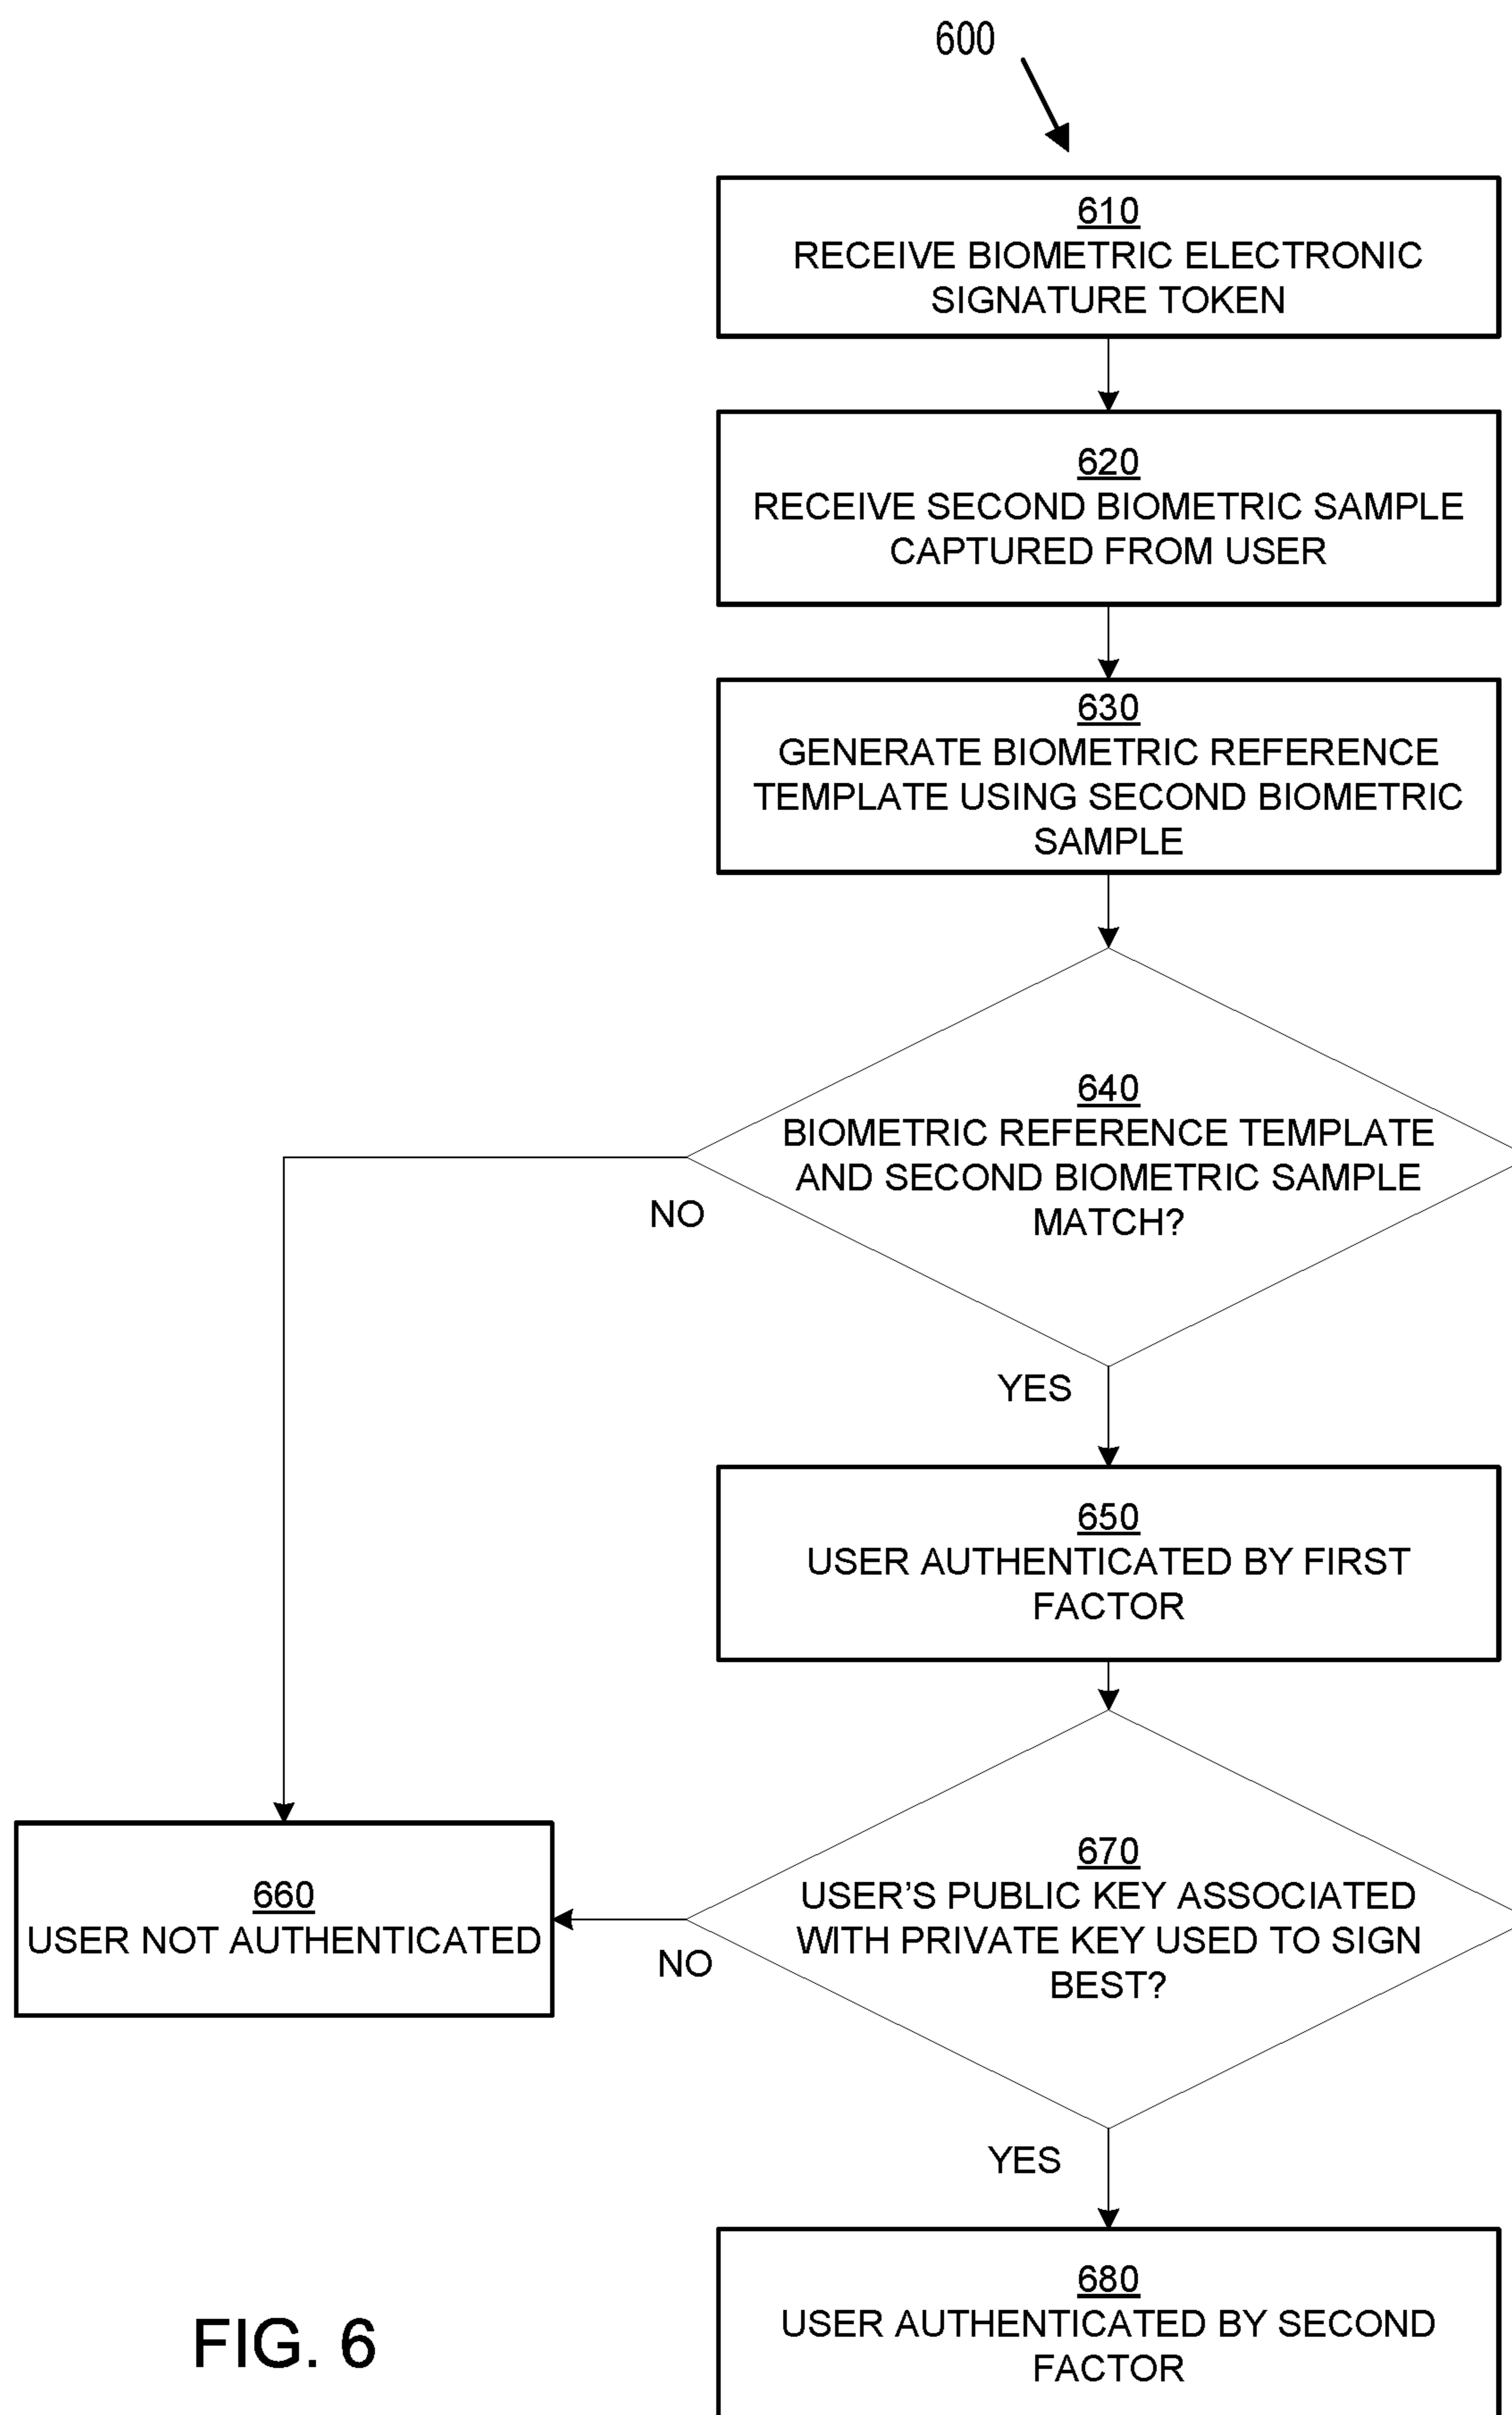 600
610
RECEIVE BIOMETRIC ELECTRONIC
SIGNATURE TOKEN
620
RECEIVE SECOND BIOMETRIC SAMPLE
CAPTURED FROM USER
630
GENERATE BIOMETRIC REFERENCE
TEMPLATE USING SECOND BIOMETRIC
SAMPLE
640
BIOMETRIC REFERENCE TEMPLATE
AND SECOND BIOMETRIC SAMPLE
MATCH?
NO
YES
650
USER AUTHENTICATED BY FIRST
FACTOR
660
USER NOT AUTHENTICATED
670
USER’S PUBLIC KEY ASSOCIATED
WITH PRIVATE KEY USED TO SIGN
BEST?
NO
YES
680
USER AUTHENTICATED BY SECOND
FACTOR
FIG. 6